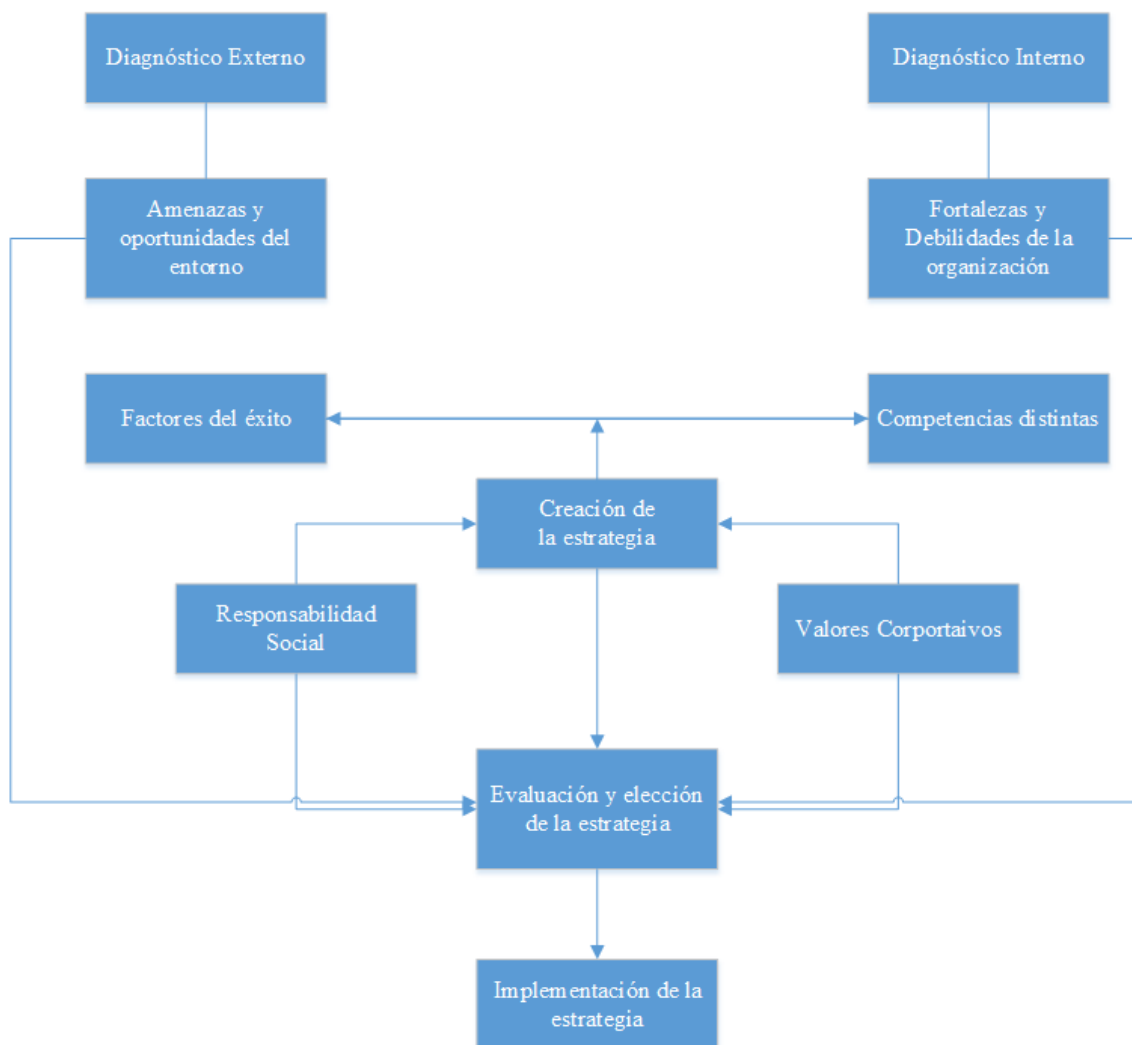 Diagnóstico Externo
Diagnóstico Interno
Amenazas y
oportunidades del
entorno
Fortalezas y
Debilidades de la
organización
Factores del éxito
Competencias distintas
Creación de
la estrategia
Responsabilidad
Social
Valores Corportaivos
Evaluación y elección
de la estrategia
Implementación de la
estrategia